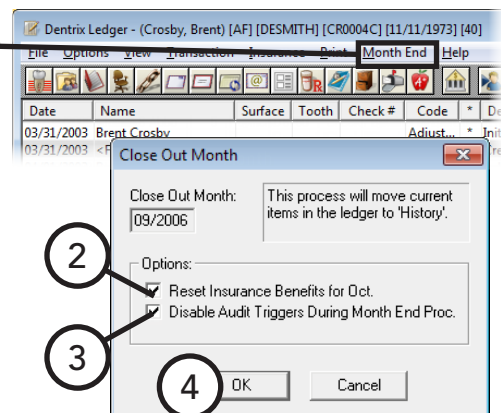 Dentrix Ledger - (Crosby, Brent) [AF] [DESMITH] [CR0004C] [11/11/1973] [40]
File Options View Transaction Insurance Print Month End Help
Date Name Surface Tooth Check # Code * De
03/31/2003 Brent Crosby Adjust... * Init
03/31/2003 <F
Close Out Month
Close Out Month:
09/2006
This process will move current
items in the ledger to 'History'.
Options:
2
Reset Insurance Benefits for Oct.
Disable Audit Triggers During Month End Proc.
3
4
OK Cancel